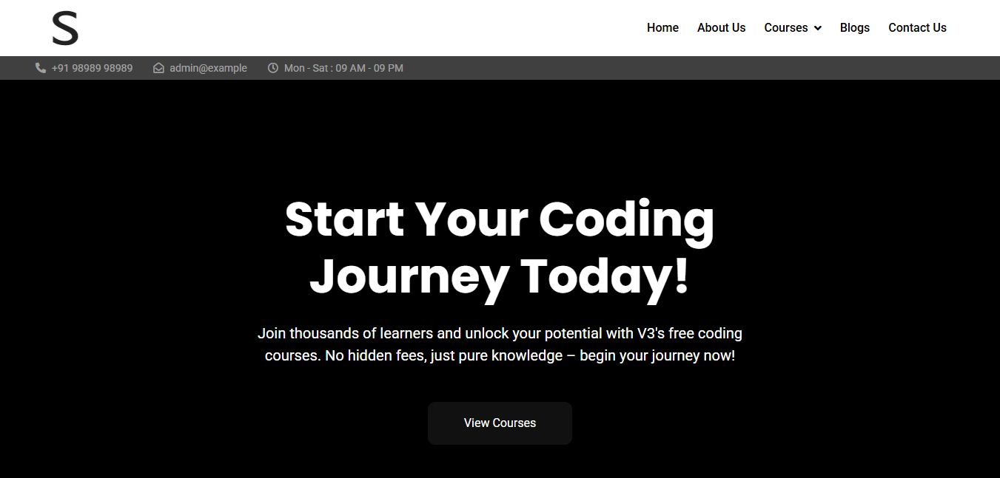 S
Home About Us Courses Blogs Contact Us
+91 98989 98989 admin@example Mon - Sat : 09 AM - 09 PM
Start Your Coding
Journey Today!
Join thousands of learners and unlock your potential with V3's free coding
courses. No hidden fees, just pure knowledge – begin your journey now!
View Courses